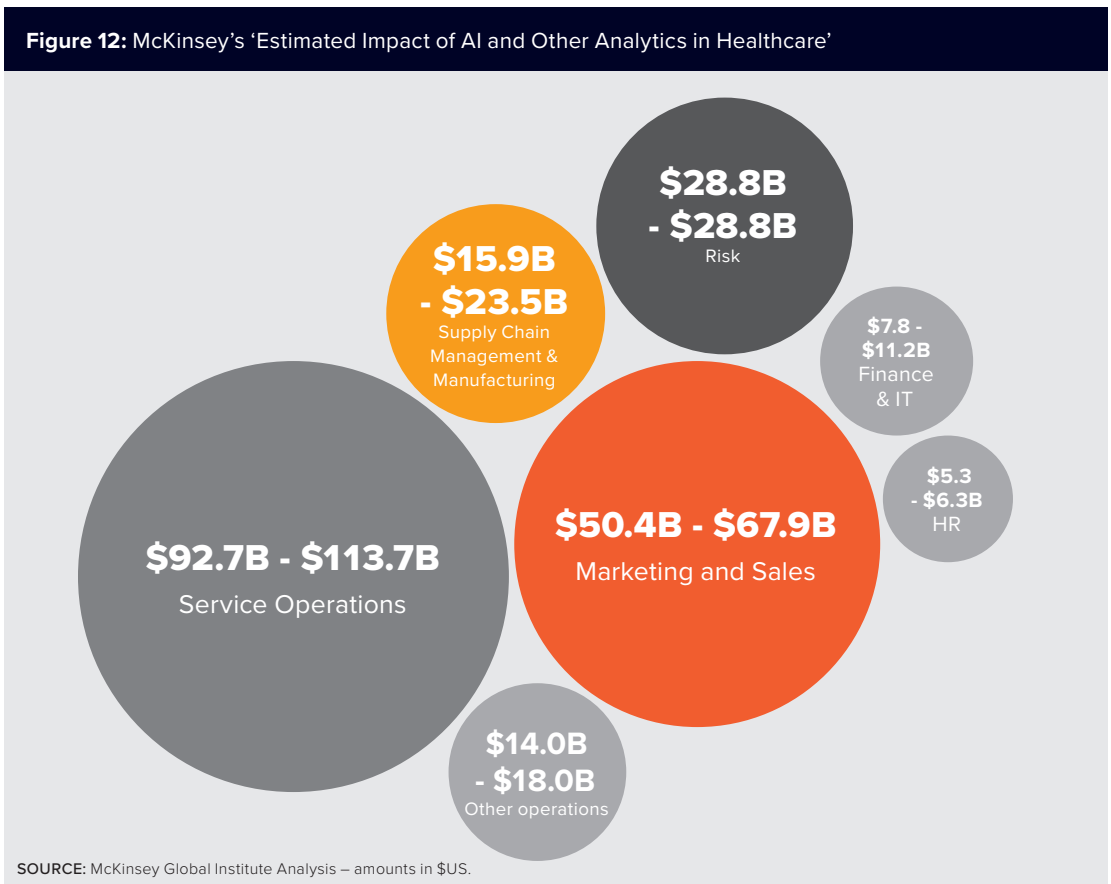 Figure 12: McKinsey’s ‘Estimated Impact of AI and Other Analytics in Healthcare’
$28.8B
- $28.8B
Risk
$15.9B
- $23.5B
Supply Chain
Management &
Manufacturing
$7.8 -
$11.2B
Finance
& IT
$5.3
- $6.3B
HR
$50.4B - $67.9B
Marketing and Sales
$92.7B - $113.7B
Service Operations
$14.0B
- $18.0B
Other operations
SOURCE: McKinsey Global Institute Analysis – amounts in $US.